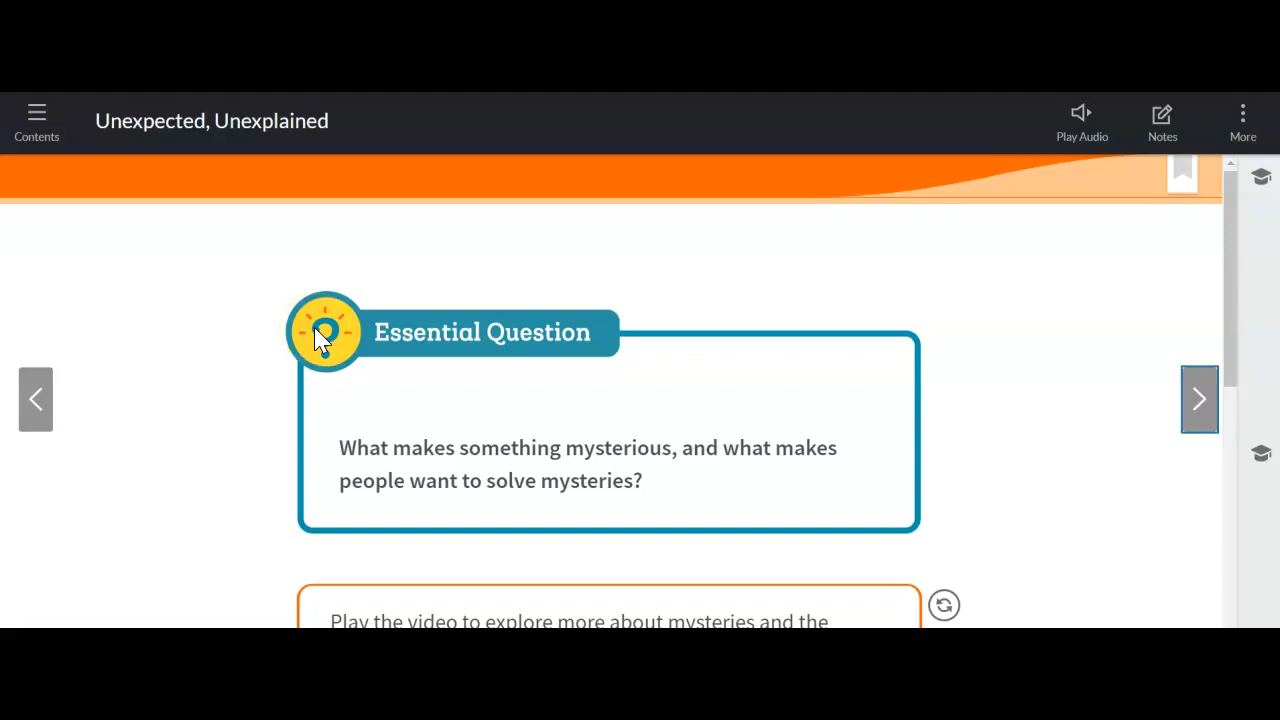 Contents
Unexpected, Unexplained
Play Audio
Notes
More
Essential Question
What makes something mysterious, and what makes
people want to solve mysteries?
Play the video to explore more about mysteries and the